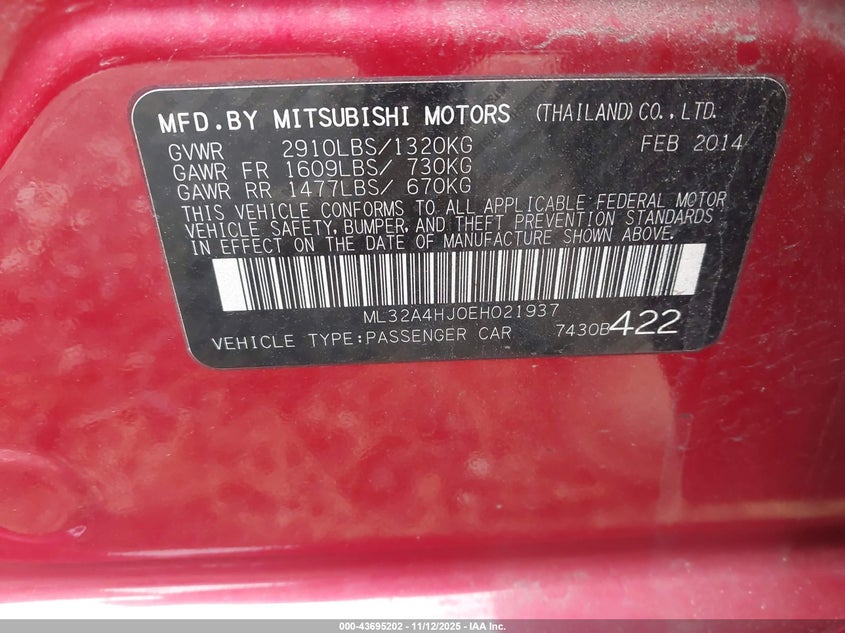 MFD.BY MITSUBISHI MOTORS (THAILAND) CO., LTD.
GVWR 2910LBS/1320KG FEB 2014
GAWR FR 1609LBS/ 730KG
GAWR RR 1477LBS/ 670KG
THIS VEHICLE CONFORMS TO ALL APPLICABLE FEDERAL MOTOR
VEHICLE SAFETY, BUMPER, AND THEFT PREVENTION STANDARDS
IN EFFECT ON THE DATE OF MANUFACTURE SHOWN ABOVE.
ML32A4HJ0EH021937
VEHICLE TYPE:PASSENGER CAR 7430B422
000-43695202 - 11/12/2025 - IAA Inc.